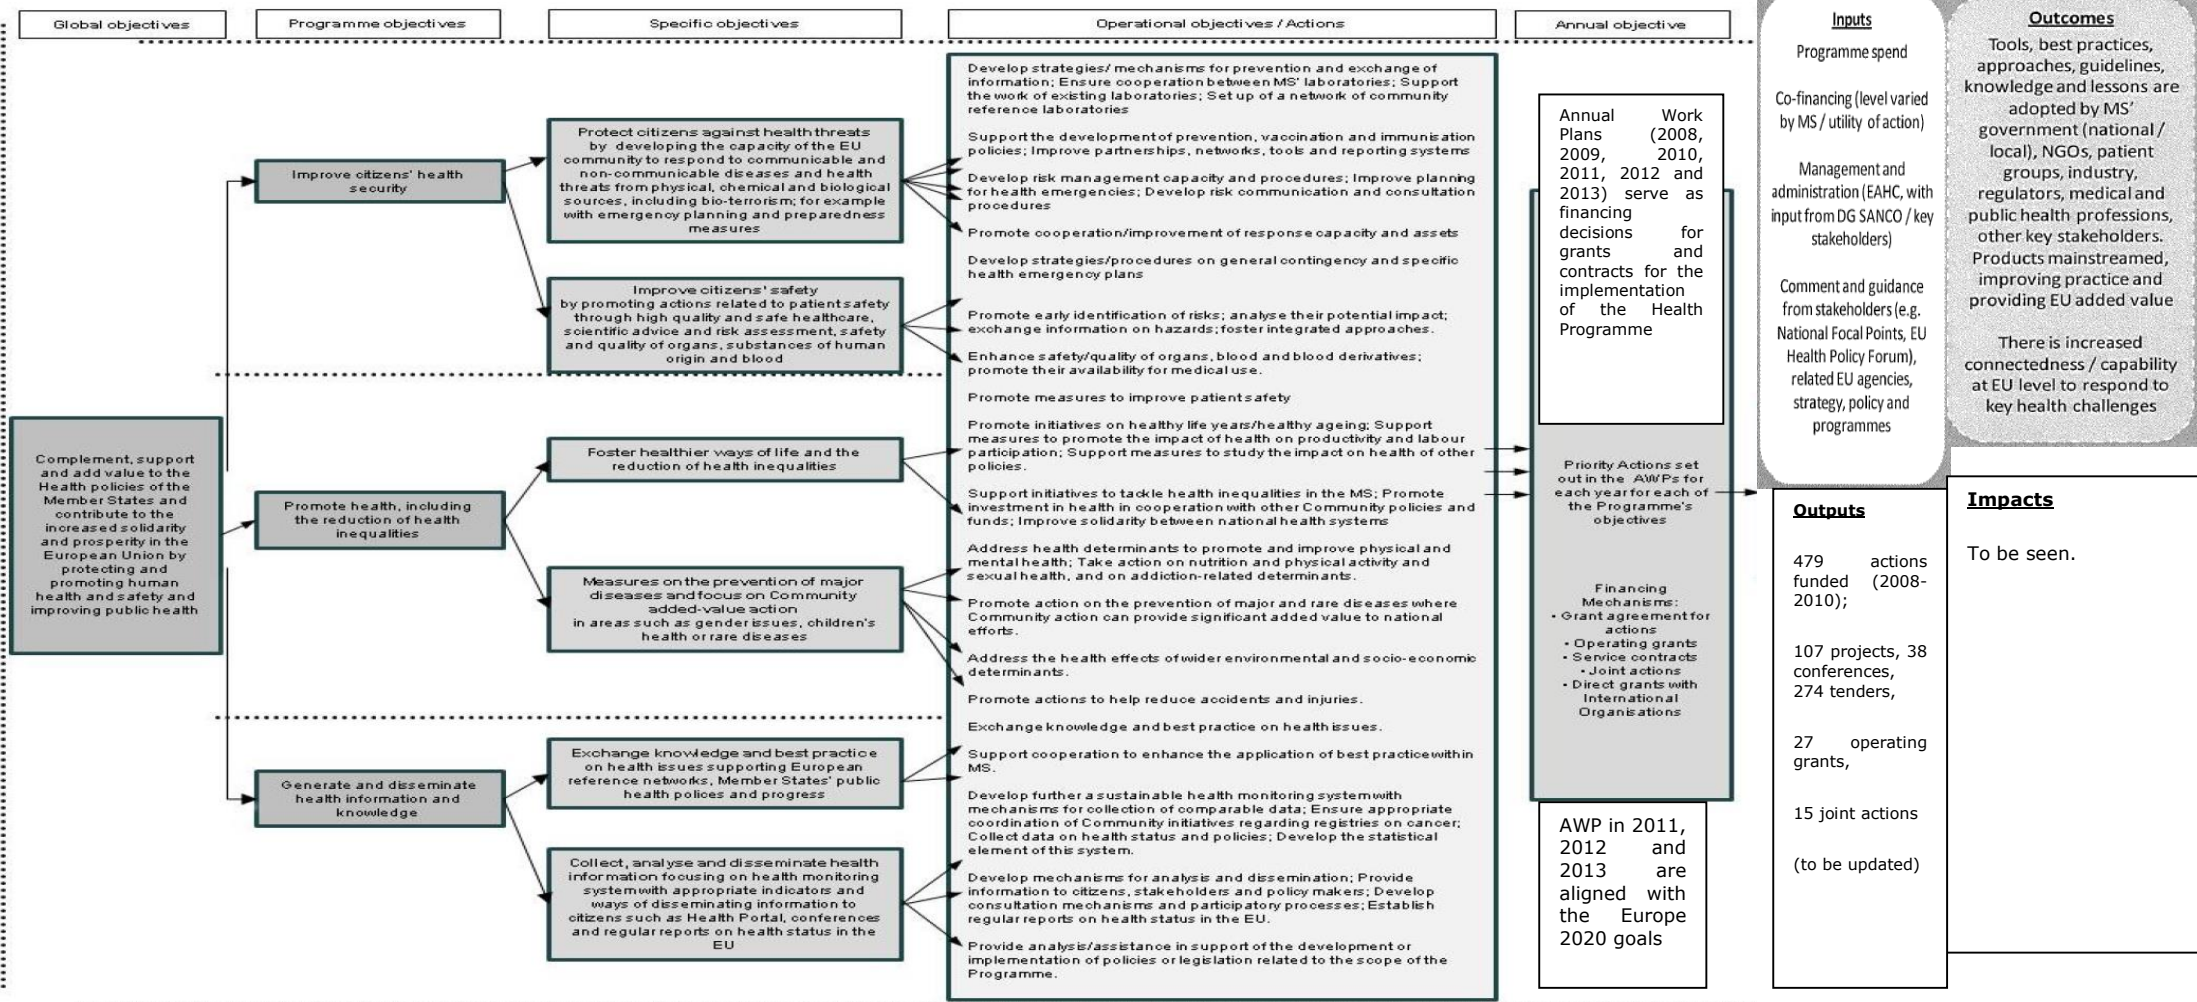 Global objectives
Programme objectives
Specific objectives
Operational objectives / Actions
Annual objective
Complement, support
and add value to the
Health policies of the
Member States and
contribute to the
increased solidarity
and prosperity in the
European Union by
protecting and
promoting human
health and safety and
improving public health
Improve citizens' health
security
Promote health, including
the reduction of health
inequalities
Generate and disseminate
health information and
knowledge
Protect citizens against health threats
by developing the capacity of the EU
community to respond to communicable and
non-communicable diseases and health
threats from physical, chemical and biological
sources, including bio-terrorism; for example
with emergency planning and preparedness
measures
Improve citizens' safety
by promoting actions related to patient safety
through high quality and safe healthcare,
scientific advice and risk assessment, safety
and quality of organs, substances of human
origin and blood
Foster healthier ways of life and the
reduction of health inequalities
Measures on the prevention of major
diseases and focus on Community
added-value action
in areas such as gender issues, children's
health or rare diseases
Exchange knowledge and best practice
on health issues supporting European
reference networks, Member States' public
health polices and progress
Collect, analyse and disseminate health
information focusing on health monitoring
system with appropriate indicators and
ways of disseminating information to
citizens such as Health Portal, conferences
and regular reports on health status in the
EU
Develop strategies/ mechanisms for prevention and exchange of
information; Ensure cooperation between MS' laboratories; Support
the work of existing laboratories; Set up of a network of community
reference laboratories
Support the development of prevention, vaccination and immunisation
policies; Improve partnerships, networks, tools and reporting systems
Develop risk management capacity and procedures; Improve planning
for health emergencies; Develop risk communication and consultation
procedures
Promote cooperation/improvement of response capacity and assets
Develop strategies/procedures on general contingency and specific
health emergency plans
Promote early identification of risks; analyse their potential impact;
exchange information on hazards; foster integrated approaches.
Enhance safety/quality of organs, blood and blood derivatives;
promote their availability for medical use.
Promote measures to improve patient safety
Promote initiatives on healthy life years/healthy ageing; Support
measures to promote the impact of health on productivity and labour
participation; Support measures to study the impact on health of other
policies.
Support initiatives to tackle health inequalities in the MS; Promote
investment in health in cooperation with other Community policies and
funds; Improve solidarity between national health systems
Address health determinants to promote and improve physical and
mental health; Take action on nutrition and physical activity and
sexual health, and on addiction-related determinants.
Promote action on the prevention of major and rare diseases where
Community action can provide significant added value to national
efforts.
Address the health effects of wider environmental and socio-economic
determinants.
Promote actions to help reduce accidents and injuries.
Exchange knowledge and best practice on health issues.
Support cooperation to enhance the application of best practice within
MS.
Develop further a sustainable health monitoring system with
mechanisms for collection of comparable data; Ensure appropriate
coordination of Community initiatives regarding registries on cancer;
Collect data on health status and policies; Develop the statistical
element of this system.
Develop mechanisms for analysis and dissemination; Provide
information to citizens, stakeholders and policy makers; Develop
consultation mechanisms and participatory processes; Establish
regular reports on health status in the EU.
Provide analysis/assistance in support of the development or
implementation of policies or legislation related to the scope of the
Programme.
Annual Work
Plans (2008,
2009, 2010,
2011, 2012 and
2013) serve as
financing
decisions for
grants and
contracts for the
implementation
of the Health
Programme
Priority Actions set
out in the AWPs for
each year for each of
the Programme's
objectives
Financing
Mechanisms:
• Grant agreement for
actions
• Operating grants
• Service contracts
• Joint actions
• Direct grants with
International
Organisations
AWP in 2011,
2012 and
2013 are
aligned with
the Europe
2020 goals
Inputs
Programme spend
Co-financing (level varied
by MS / utility of action)
Management and
administration (EAHC, with
input from DG SANCO / key
stakeholders)
Comment and guidance
from stakeholders (e.g.
National Focal Points, EU
Health Policy Forum),
related EU agencies,
strategy, policy and
programmes
Outcomes
Tools, best practices,
approaches, guidelines,
knowledge and lessons are
adopted by MS'
government (national /
local), NGOs, patient
groups, industry,
regulators, medical and
public health professions,
other key stakeholders.
Products mainstreamed,
improving practice and
providing EU added value
There is increased
connectedness / capability
at EU level to respond to
key health challenges
Outputs
479 actions
funded (2008-
2010);
107 projects, 38
conferences,
274 tenders,
27 operating
grants,
15 joint actions
(to be updated)
Impacts
To be seen.